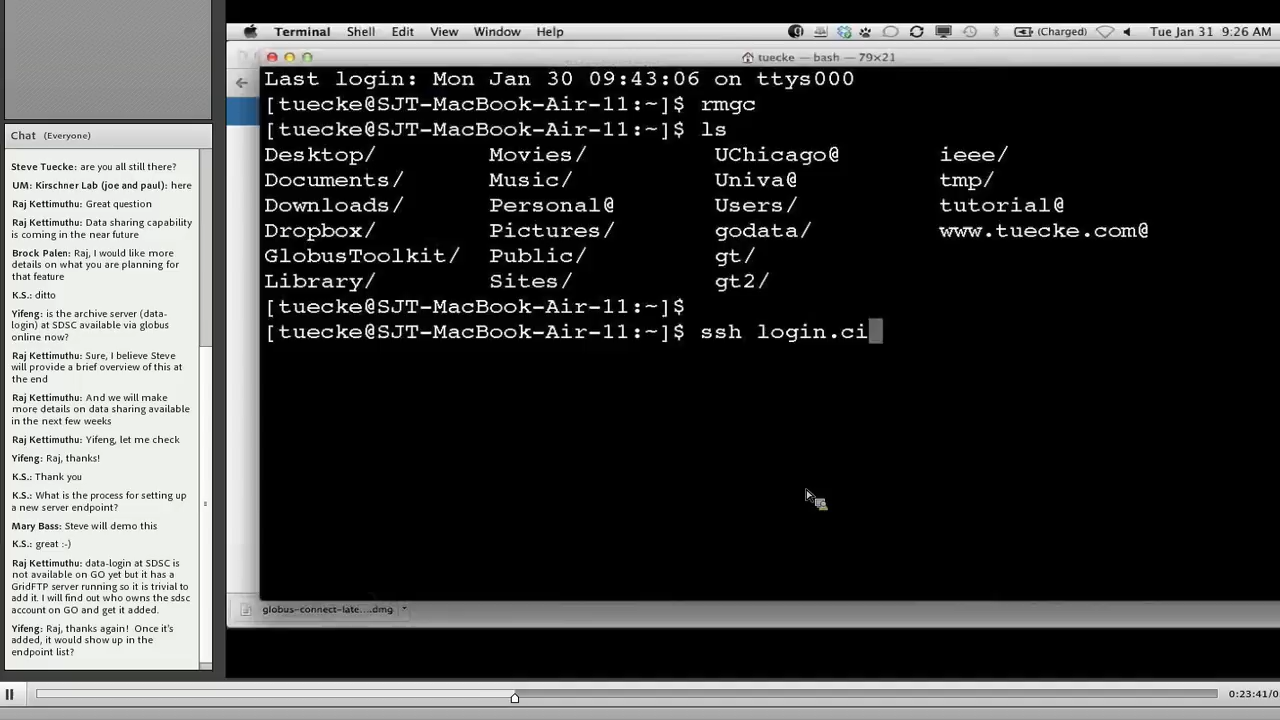 Terminal Shell Edit View Window Help (Charged) Tue Jan 31 9:26 AM
tuecke — bash — 79×21
Last login: Mon Jan 30 09:43:06 on ttys000
[tuecke@SJT-MacBook-Air-11:~]$ rmgc
[tuecke@SJT-MacBook-Air-11:~]$ ls
Desktop/ Movies/ UChicago@ ieee/
Documents/ Music/ Univa@ tmp/
Downloads/ Personal@ Users/ tutorial@
Dropbox/ Pictures/ godata/ www.tuecke.com@
GlobusToolkit/ Public/ gt/
Library/ Sites/ gt2/
[tuecke@SJT-MacBook-Air-11:~]$
[tuecke@SJT-MacBook-Air-11:~]$ ssh login.ci
globus-connect-late....dmg
Chat (Everyone)
Steve Tuecke: are you all still there?
UM: Kirschner Lab (joe and paul): here
Raj Kettimuthu: Great question
Raj Kettimuthu: Data sharing capability
is coming in the near future
Brock Palen: Raj, I would like more
details on what you are planning for
that feature
K.S.: ditto
Yifeng: is the archive server (data-
login) at SDSC available via globus
online now?
Raj Kettimuthu: Sure, I believe Steve
will provide a brief overview of this at
the end
Raj Kettimuthu: And we will make
more details on data sharing available
in the next few weeks
Raj Kettimuthu: Yifeng, let me check
Yifeng: Raj, thanks!
K.S.: Thank you
K.S.: What is the process for setting up
a new server endpoint?
Mary Bass: Steve will demo this
K.S.: great :-)
Raj Kettimuthu: data-login at SDSC is
not available on GO yet but it has a
GridFTP server running so it is trivial to
add it. I will find out who owns the sdsc
account on GO and get it added.
Yifeng: Raj, thanks again! Once it's
added, it would show up in the
endpoint list?
0:23:41/0